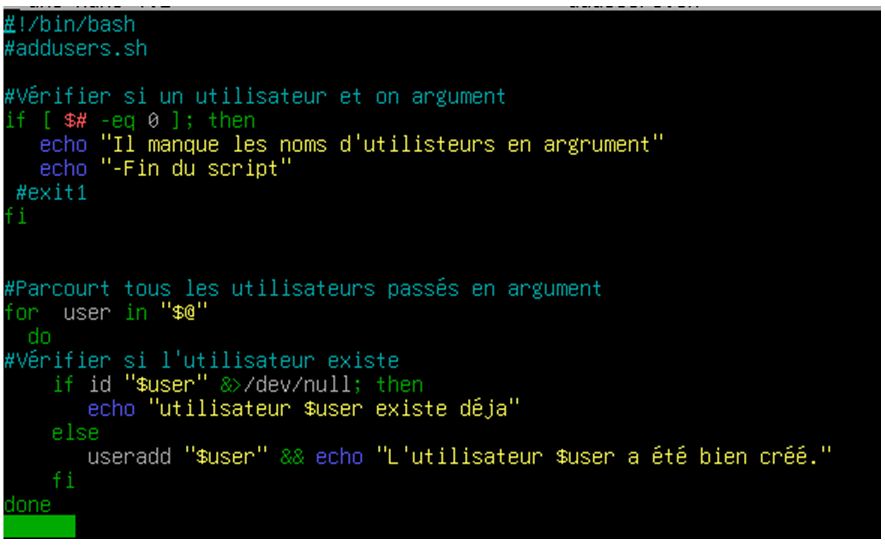 #!/bin/bash
#addusers.sh
#Vérifier si un utilisateur et on argument
if [ $# -eq 0 ]; then
echo "Il manque les noms d'utilisteurs en argrument"
echo "-Fin du script"
#exit1
fi
#Parcourt tous les utilisateurs passés en argument
for user in "$@"
do
#Vérifier si l'utilisateur existe
if id "$user" &>/dev/null; then
echo "utilisateur $user existe déja"
else
useradd "$user" && echo "L'utilisateur $user a été bien créé."
fi
done